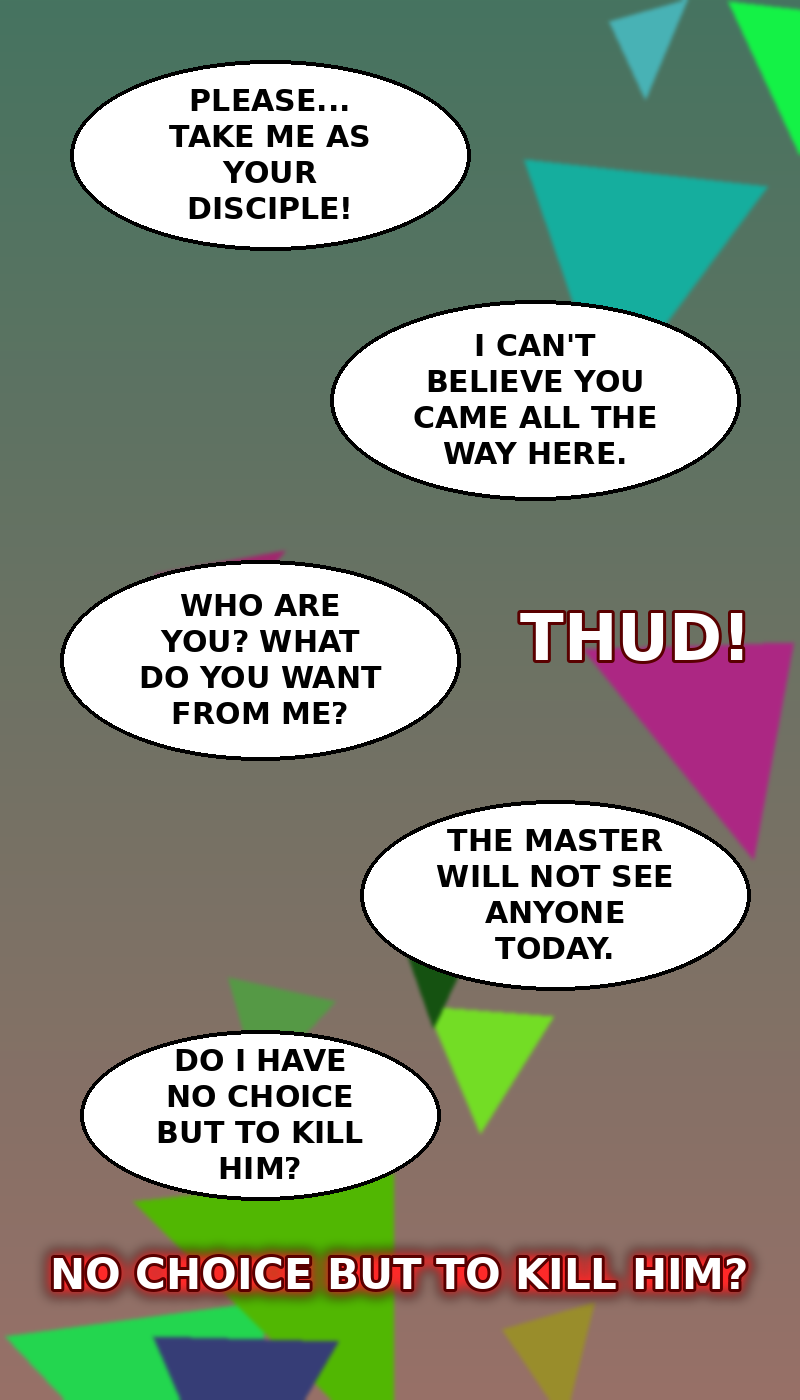 PLEASE...
TAKE ME AS
YOUR
DISCIPLE!
I CAN'T
BELIEVE YOU
CAME ALL THE
WAY HERE.
WHO ARE
YOU? WHAT
DO YOU WANT
FROM ME?
THUD!
THE MASTER
WILL NOT SEE
ANYONE
TODAY.
DO I HAVE
NO CHOICE
BUT TO KILL
HIM?
NO CHOICE BUT TO KILL HIM?